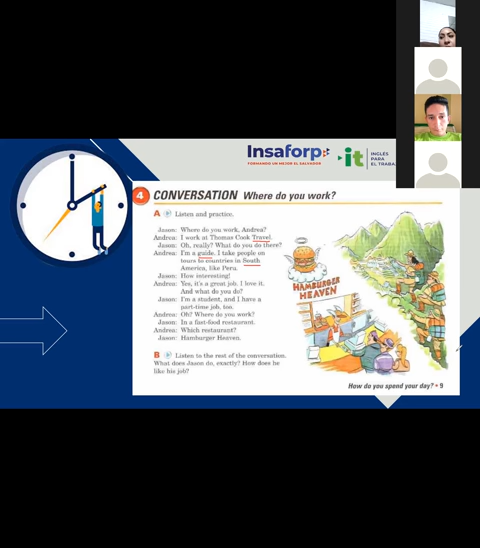 Insaforp
FORMANDO UN MEJOR EL SALVADOR
it
INGLÉS
PARA
EL TRABA
4 CONVERSATION Where do you work?
A Listen and practice.
Jason: Where do you work, Andrea?
Andrea: I work at Thomas Cook Travel.
Jason: Oh, really? What do you do there?
Andrea: I'm a guide. I take people on
tours to countries in South
America, like Peru.
Jason: How interesting!
Andrea: Yes, it's a great job. I love it.
And what do you do?
Jason: I'm a student, and I have a
part-time job, too.
Andrea: Oh? Where do you work?
Jason: In a fast-food restaurant.
Andrea: Which restaurant?
Jason: Hamburger Heaven.
HAMBURGER
HEAVEN
B Listen to the rest of the conversation.
What does Jason do, exactly? How does he
like his job?
How do you spend your day? • 9